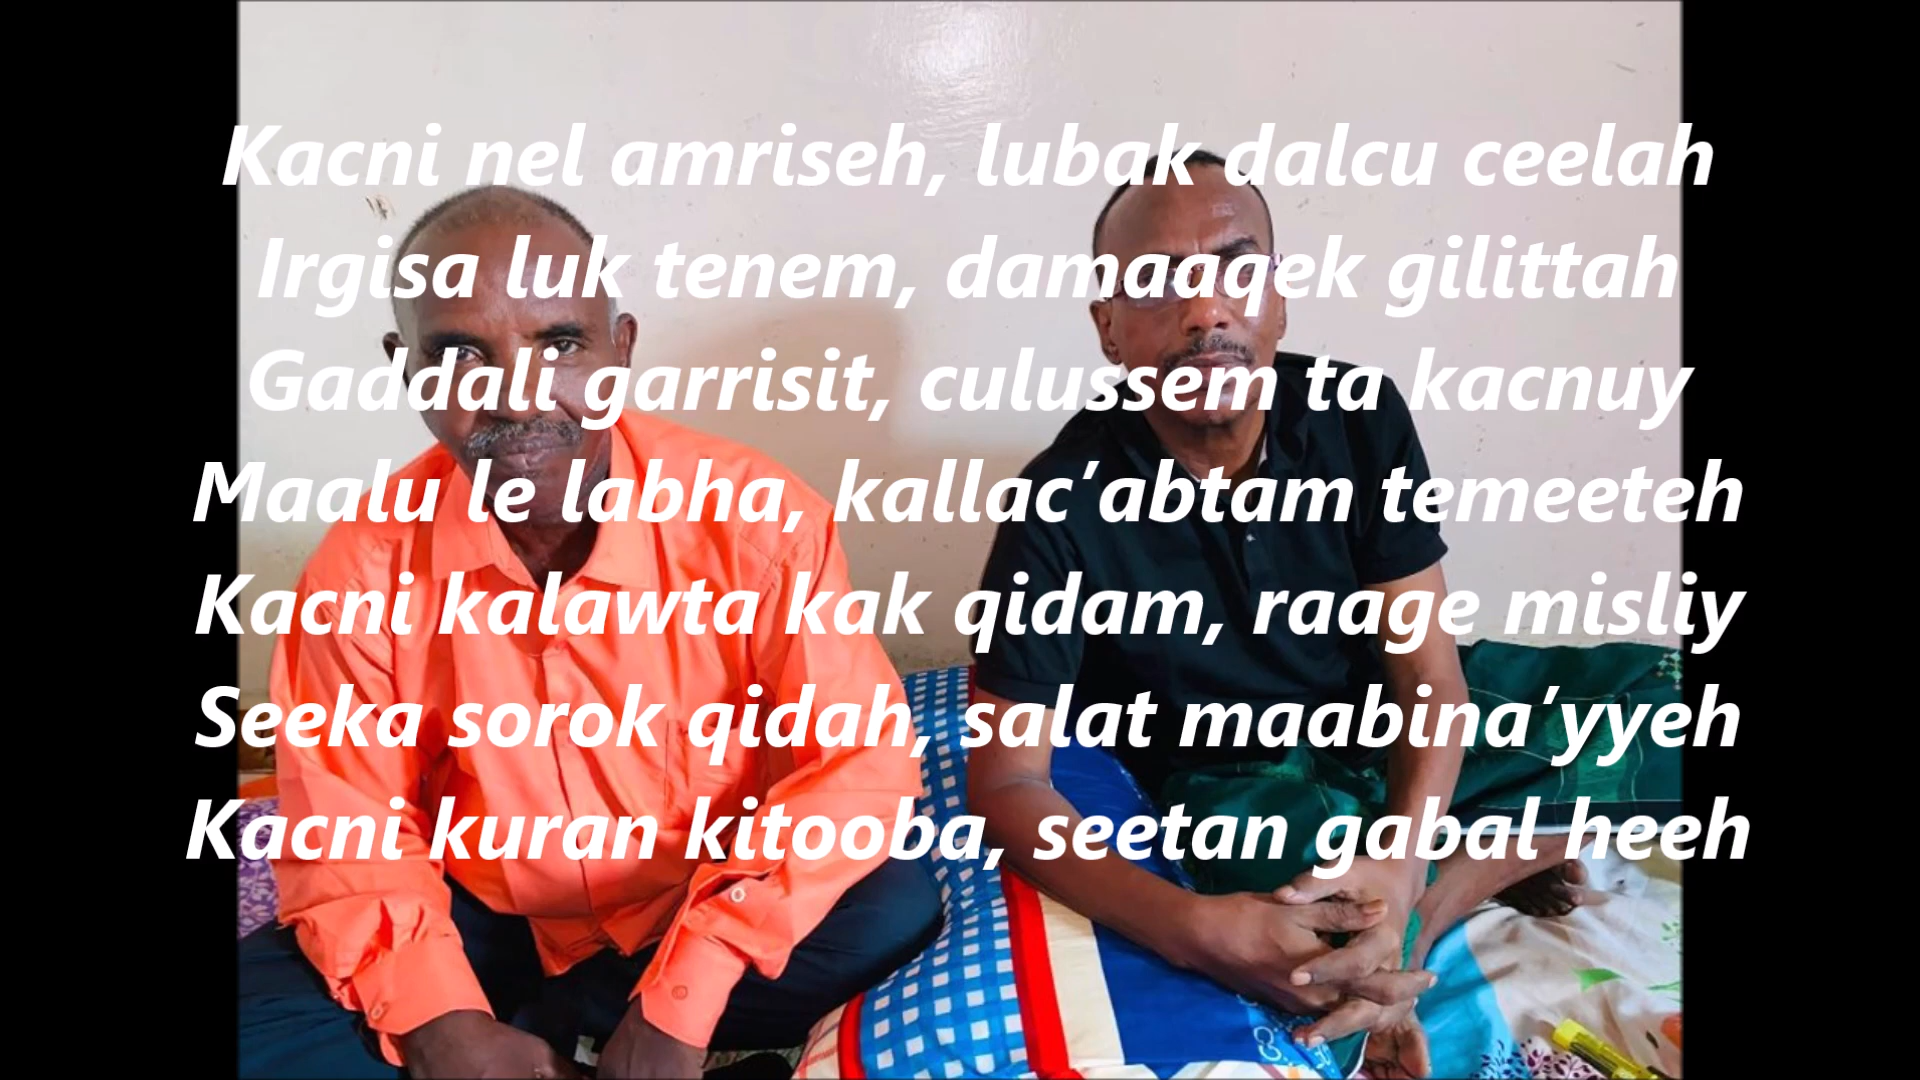 Kacni nel amriseh, lubak dalcu ceelah
Irgisa luk tenem, damaaqek gilittah
Gaddali garrisit, culussem ta kacnuy
Maalu le labha, kallac’abtam temeeteh
Kacni kalawta kak qidam, raage misliy
Seeka sorok qidah, salat maabina’yyeh
Kacni kuran kitooba, seetan gabal heeh